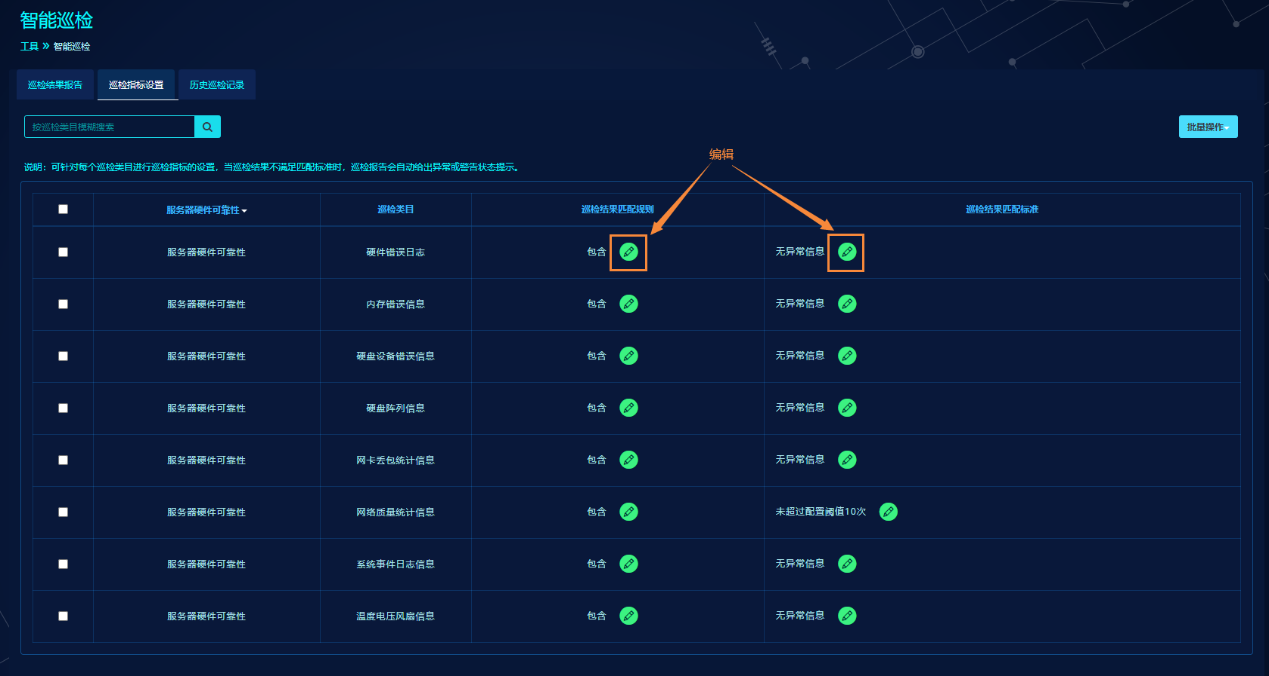 智能巡检
工具 » 智能巡检
巡检结果报告 巡检指标设置 历史巡检记录
按巡检类目模糊搜索
批量操作
编辑
说明：可针对每个巡检类目进行巡检指标的设置，当巡检结果不满足匹配标准时，巡检报告会自动给出异常或警告状态提示。
服务器硬件可靠性 巡检类目 巡检结果匹配规则 巡检结果匹配标准
服务器硬件可靠性 硬件错误日志 包含 无异常信息
服务器硬件可靠性 内存错误信息 包含 无异常信息
服务器硬件可靠性 硬盘设备错误信息 包含 无异常信息
服务器硬件可靠性 硬盘阵列信息 包含 无异常信息
服务器硬件可靠性 网卡丢包统计信息 包含 无异常信息
服务器硬件可靠性 网络质量统计信息 包含 未超过配置阈值10次
服务器硬件可靠性 系统事件日志信息 包含 无异常信息
服务器硬件可靠性 温度电压风扇信息 包含 无异常信息